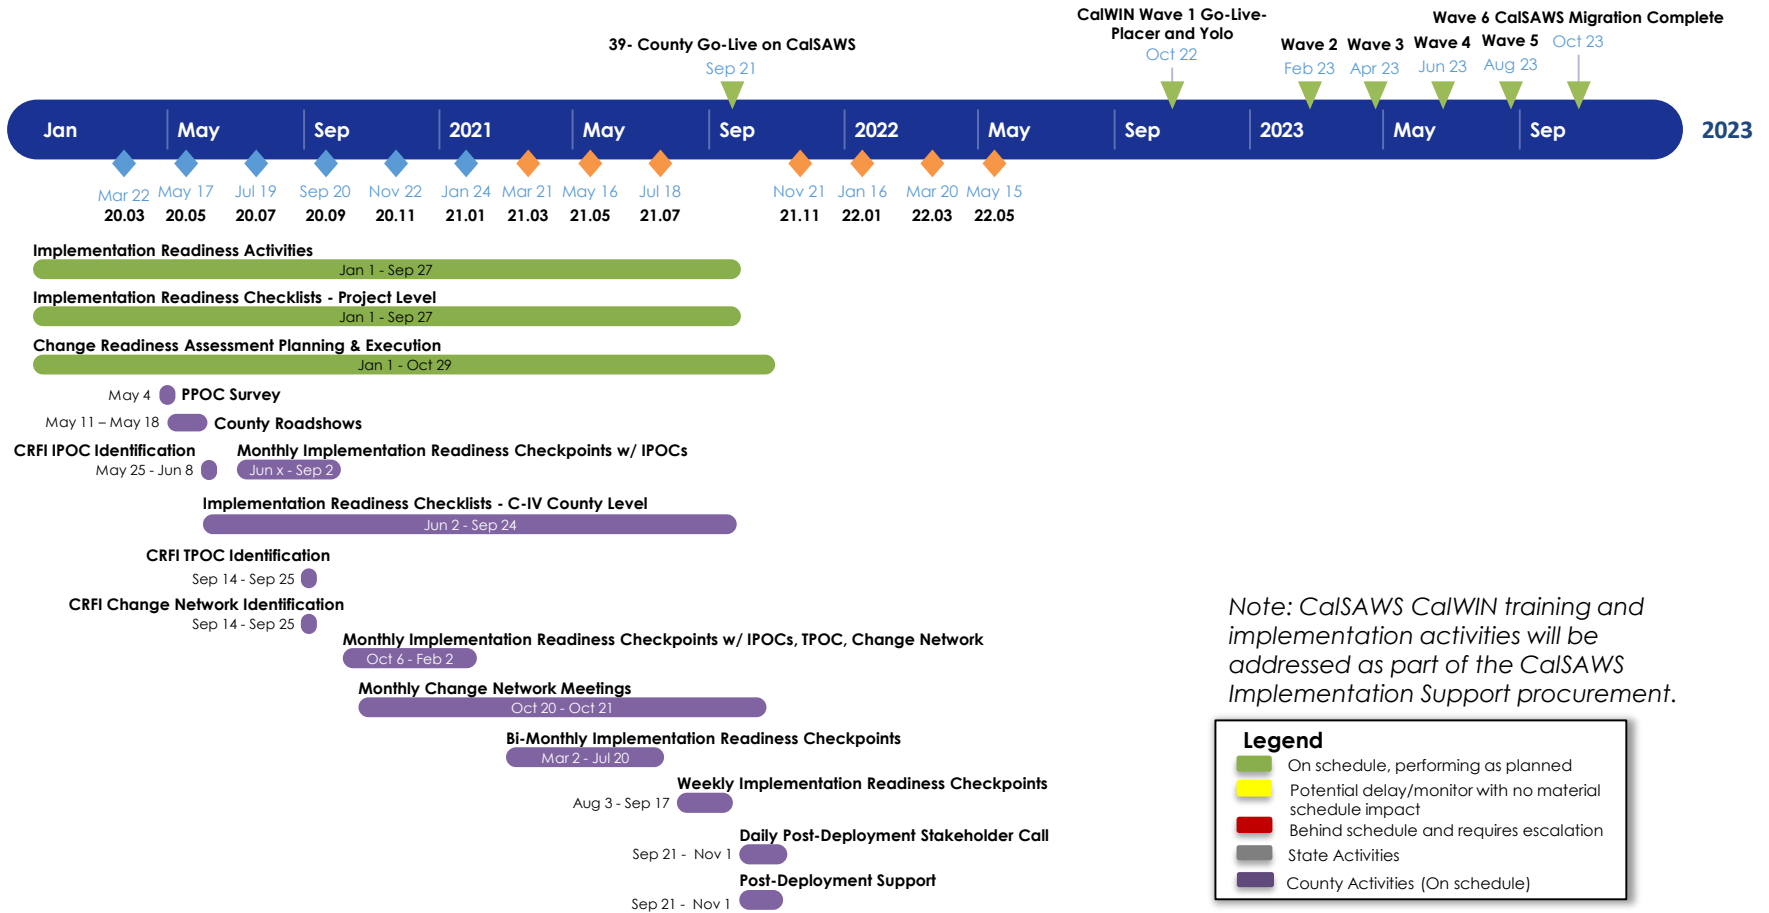 CalWIN Wave 1 Go-Live-
Placer and Yolo
Oct 22
Wave 6 CalSAWS Migration Complete
Oct 23
39- County Go-Live on CalSAWS
Sep 21
Wave 2
Feb 23
Wave 3
Apr 23
Wave 4
Jun 23
Wave 5
Aug 23
Jan May Sep 2021 May Sep 2022 May Sep 2023 May Sep 2023
Mar 22 May 17 Jul 19 Sep 20 Nov 22 Jan 24 Mar 21 May 16 Jul 18 Nov 21 Jan 16 Mar 20 May 15
20.03 20.05 20.07 20.09 20.11 21.01 21.03 21.05 21.07 21.11 22.01 22.03 22.05
Implementation Readiness Activities
Jan 1 - Sep 27
Implementation Readiness Checklists - Project Level
Jan 1 - Sep 27
Change Readiness Assessment Planning & Execution
Jan 1 - Oct 29
May 4 PPOC Survey
May 11 – May 18 County Roadshows
CRFI IPOC Identification
May 25 - Jun 8
Monthly Implementation Readiness Checkpoints w/ IPOCs
Jun x - Sep 2
Implementation Readiness Checklists - C-IV County Level
Jun 2 - Sep 24
CRFI TPOC Identification
Sep 14 - Sep 25
CRFI Change Network Identification
Sep 14 - Sep 25
Monthly Implementation Readiness Checkpoints w/ IPOCs, TPOC, Change Network
Oct 6 - Feb 2
Monthly Change Network Meetings
Oct 20 - Oct 21
Bi-Monthly Implementation Readiness Checkpoints
Mar 2 - Jul 20
Weekly Implementation Readiness Checkpoints
Aug 3 - Sep 17
Daily Post-Deployment Stakeholder Call
Sep 21 - Nov 1
Post-Deployment Support
Sep 21 - Nov 1
Note: CalSAWS CalWIN training and
implementation activities will be
addressed as part of the CalSAWS
Implementation Support procurement.
Legend
On schedule, performing as planned
Potential delay/monitor with no material
schedule impact
Behind schedule and requires escalation
State Activities
County Activities (On schedule)